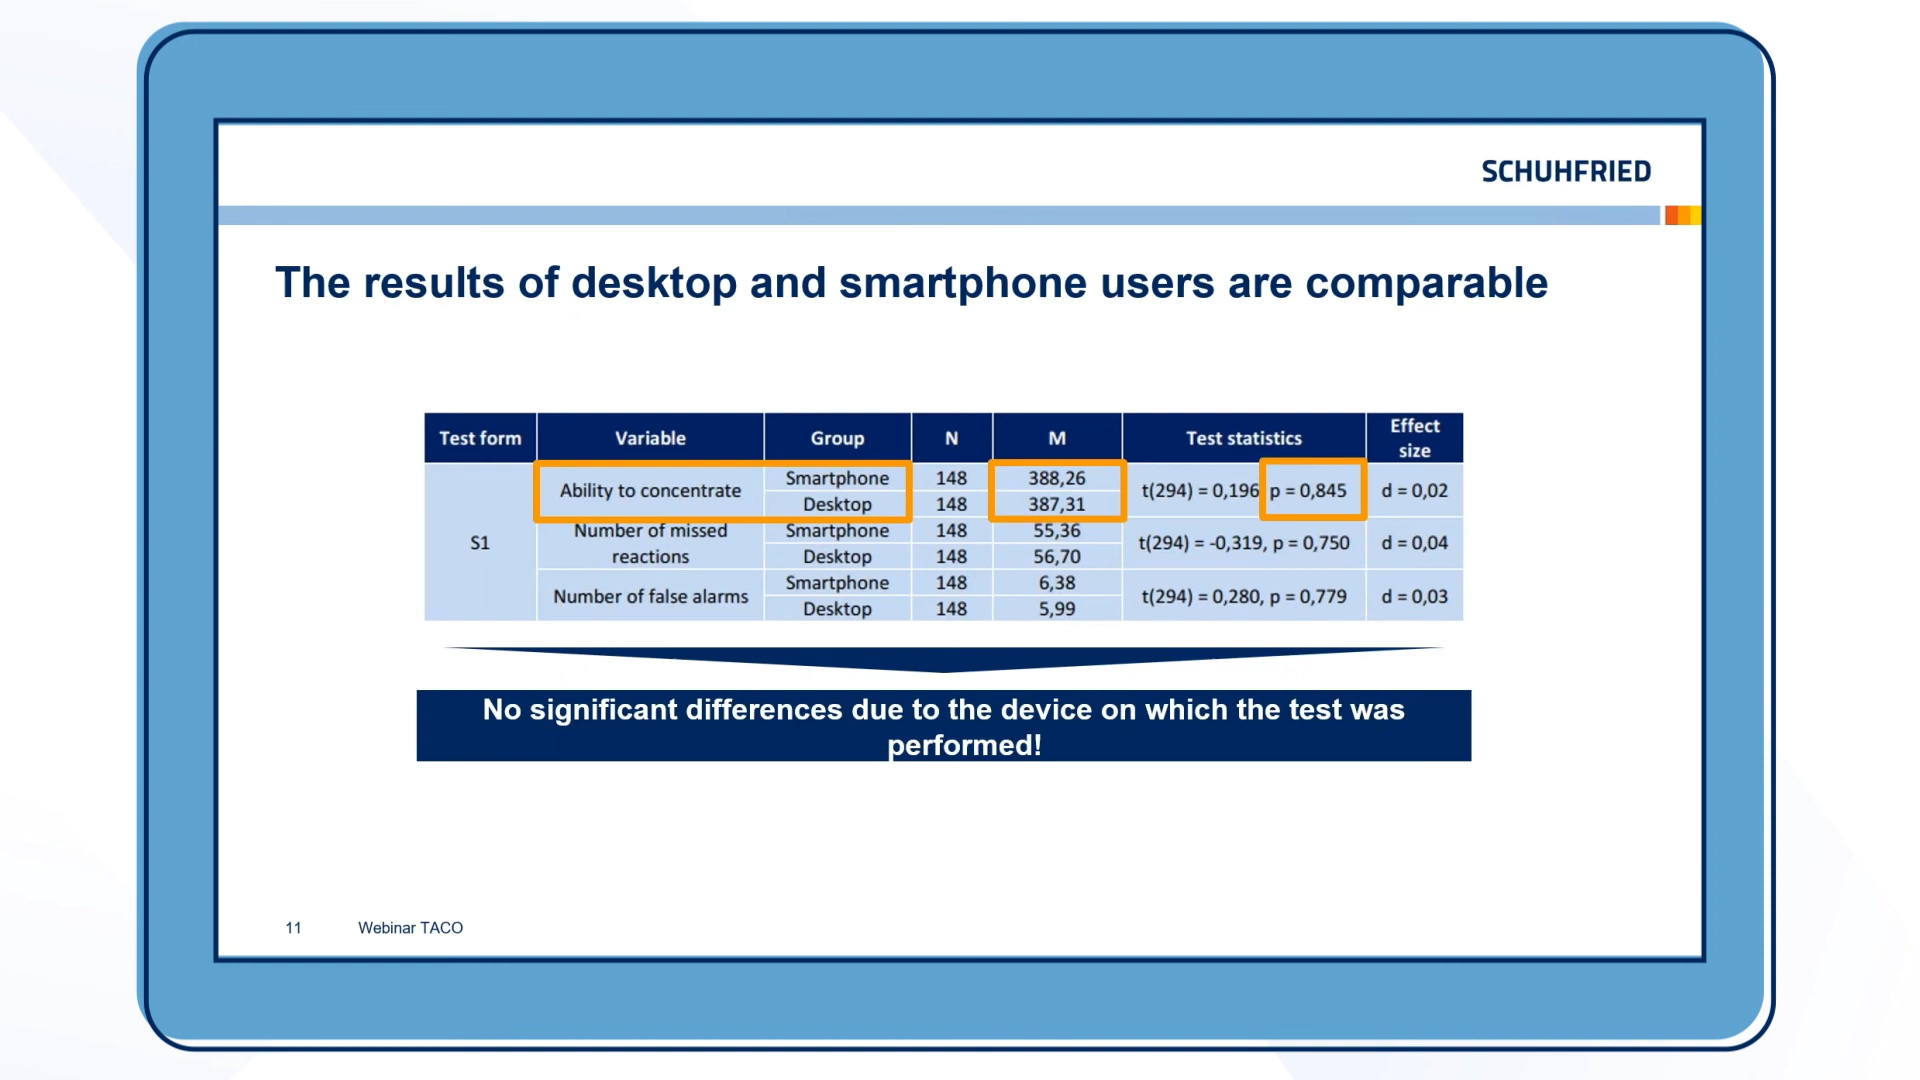 SCHUHFRIED
The results of desktop and smartphone users are comparable
Test form Variable Group N M Test statistics Effect size
S1 Ability to concentrate Smartphone 148 388,26 t(294) = 0,196 p = 0,845 d = 0,02
Desktop 148 387,31
Number of missed reactions Smartphone 148 55,36 t(294) = -0,319, p = 0,750 d = 0,04
Desktop 148 56,70
Number of false alarms Smartphone 148 6,38 t(294) = 0,280, p = 0,779 d = 0,03
Desktop 148 5,99
No significant differences due to the device on which the test was
performed!
11 Webinar TACO